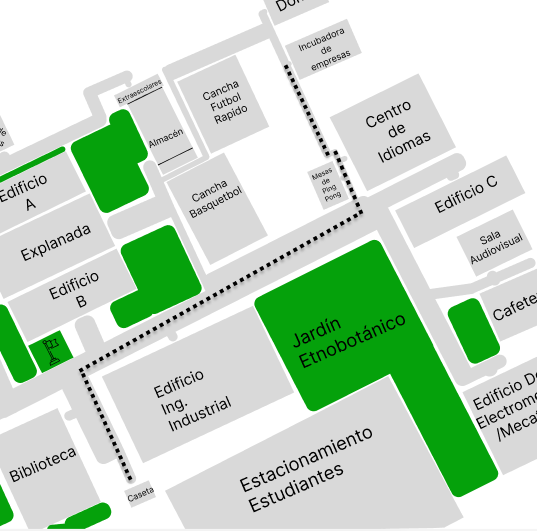 Incubadora
de
empresas
Extraescolares
Cancha
Futbol
Rapido
Almacén
Centro
de
Idiomas
Mesas
de
Ping
Pong
Edificio
A
Cancha
Basquetbol
Edificio C
Explanada
Sala
Audiovisual
Edificio
B
Cafete
Jardín
Etnobotánico
Edificio
Ing.
Industrial
Edificio De
Electrome
/Meca
Biblioteca
Estacionamiento
Estudiantes
Caseta